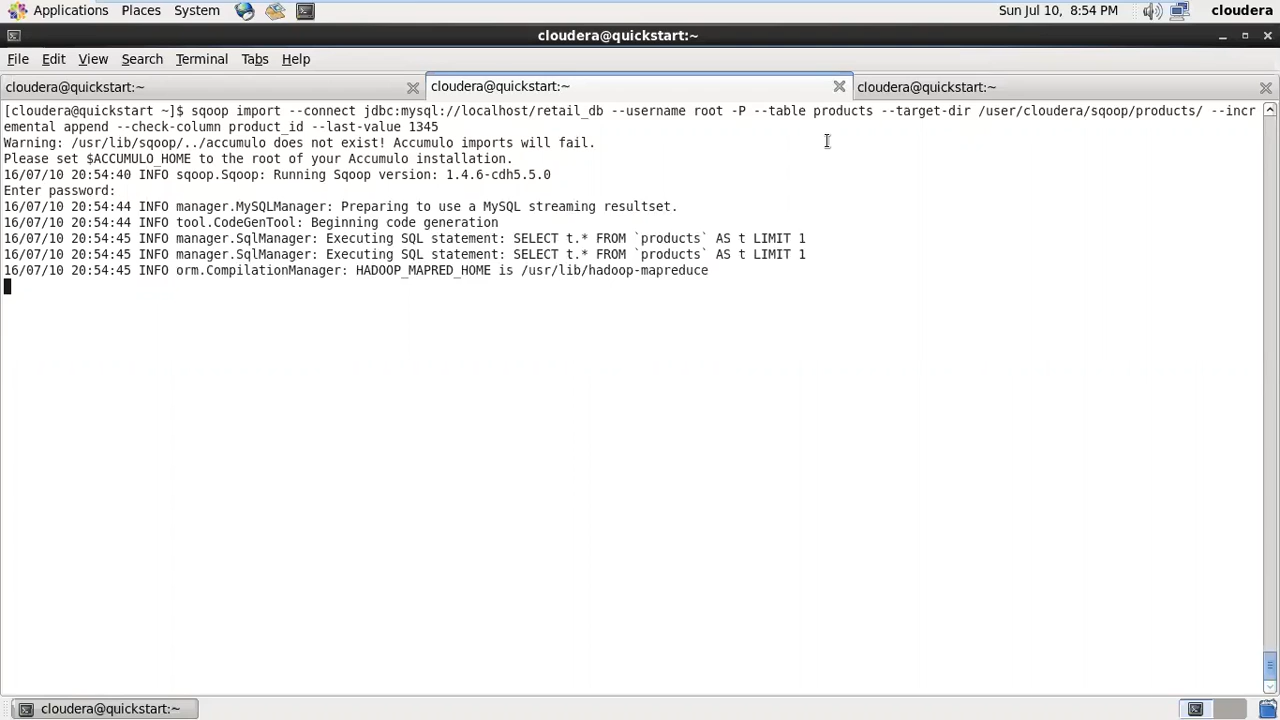 Applications Places System Sun Jul 10, 8:54 PM cloudera
cloudera@quickstart:~
File Edit View Search Terminal Tabs Help
cloudera@quickstart:~ cloudera@quickstart:~ cloudera@quickstart:~
[cloudera@quickstart ~]$ sqoop import --connect jdbc:mysql://localhost/retail_db --username root -P --table products --target-dir /user/cloudera/sqoop/products/ --incr
emental append --check-column product_id --last-value 1345
Warning: /usr/lib/sqoop/../accumulo does not exist! Accumulo imports will fail.
Please set $ACCUMULO_HOME to the root of your Accumulo installation.
16/07/10 20:54:40 INFO sqoop.Sqoop: Running Sqoop version: 1.4.6-cdh5.5.0
Enter password:
16/07/10 20:54:44 INFO manager.MySQLManager: Preparing to use a MySQL streaming resultset.
16/07/10 20:54:44 INFO tool.CodeGenTool: Beginning code generation
16/07/10 20:54:45 INFO manager.SqlManager: Executing SQL statement: SELECT t.* FROM `products` AS t LIMIT 1
16/07/10 20:54:45 INFO manager.SqlManager: Executing SQL statement: SELECT t.* FROM `products` AS t LIMIT 1
16/07/10 20:54:45 INFO orm.CompilationManager: HADOOP_MAPRED_HOME is /usr/lib/hadoop-mapreduce
cloudera@quickstart:~